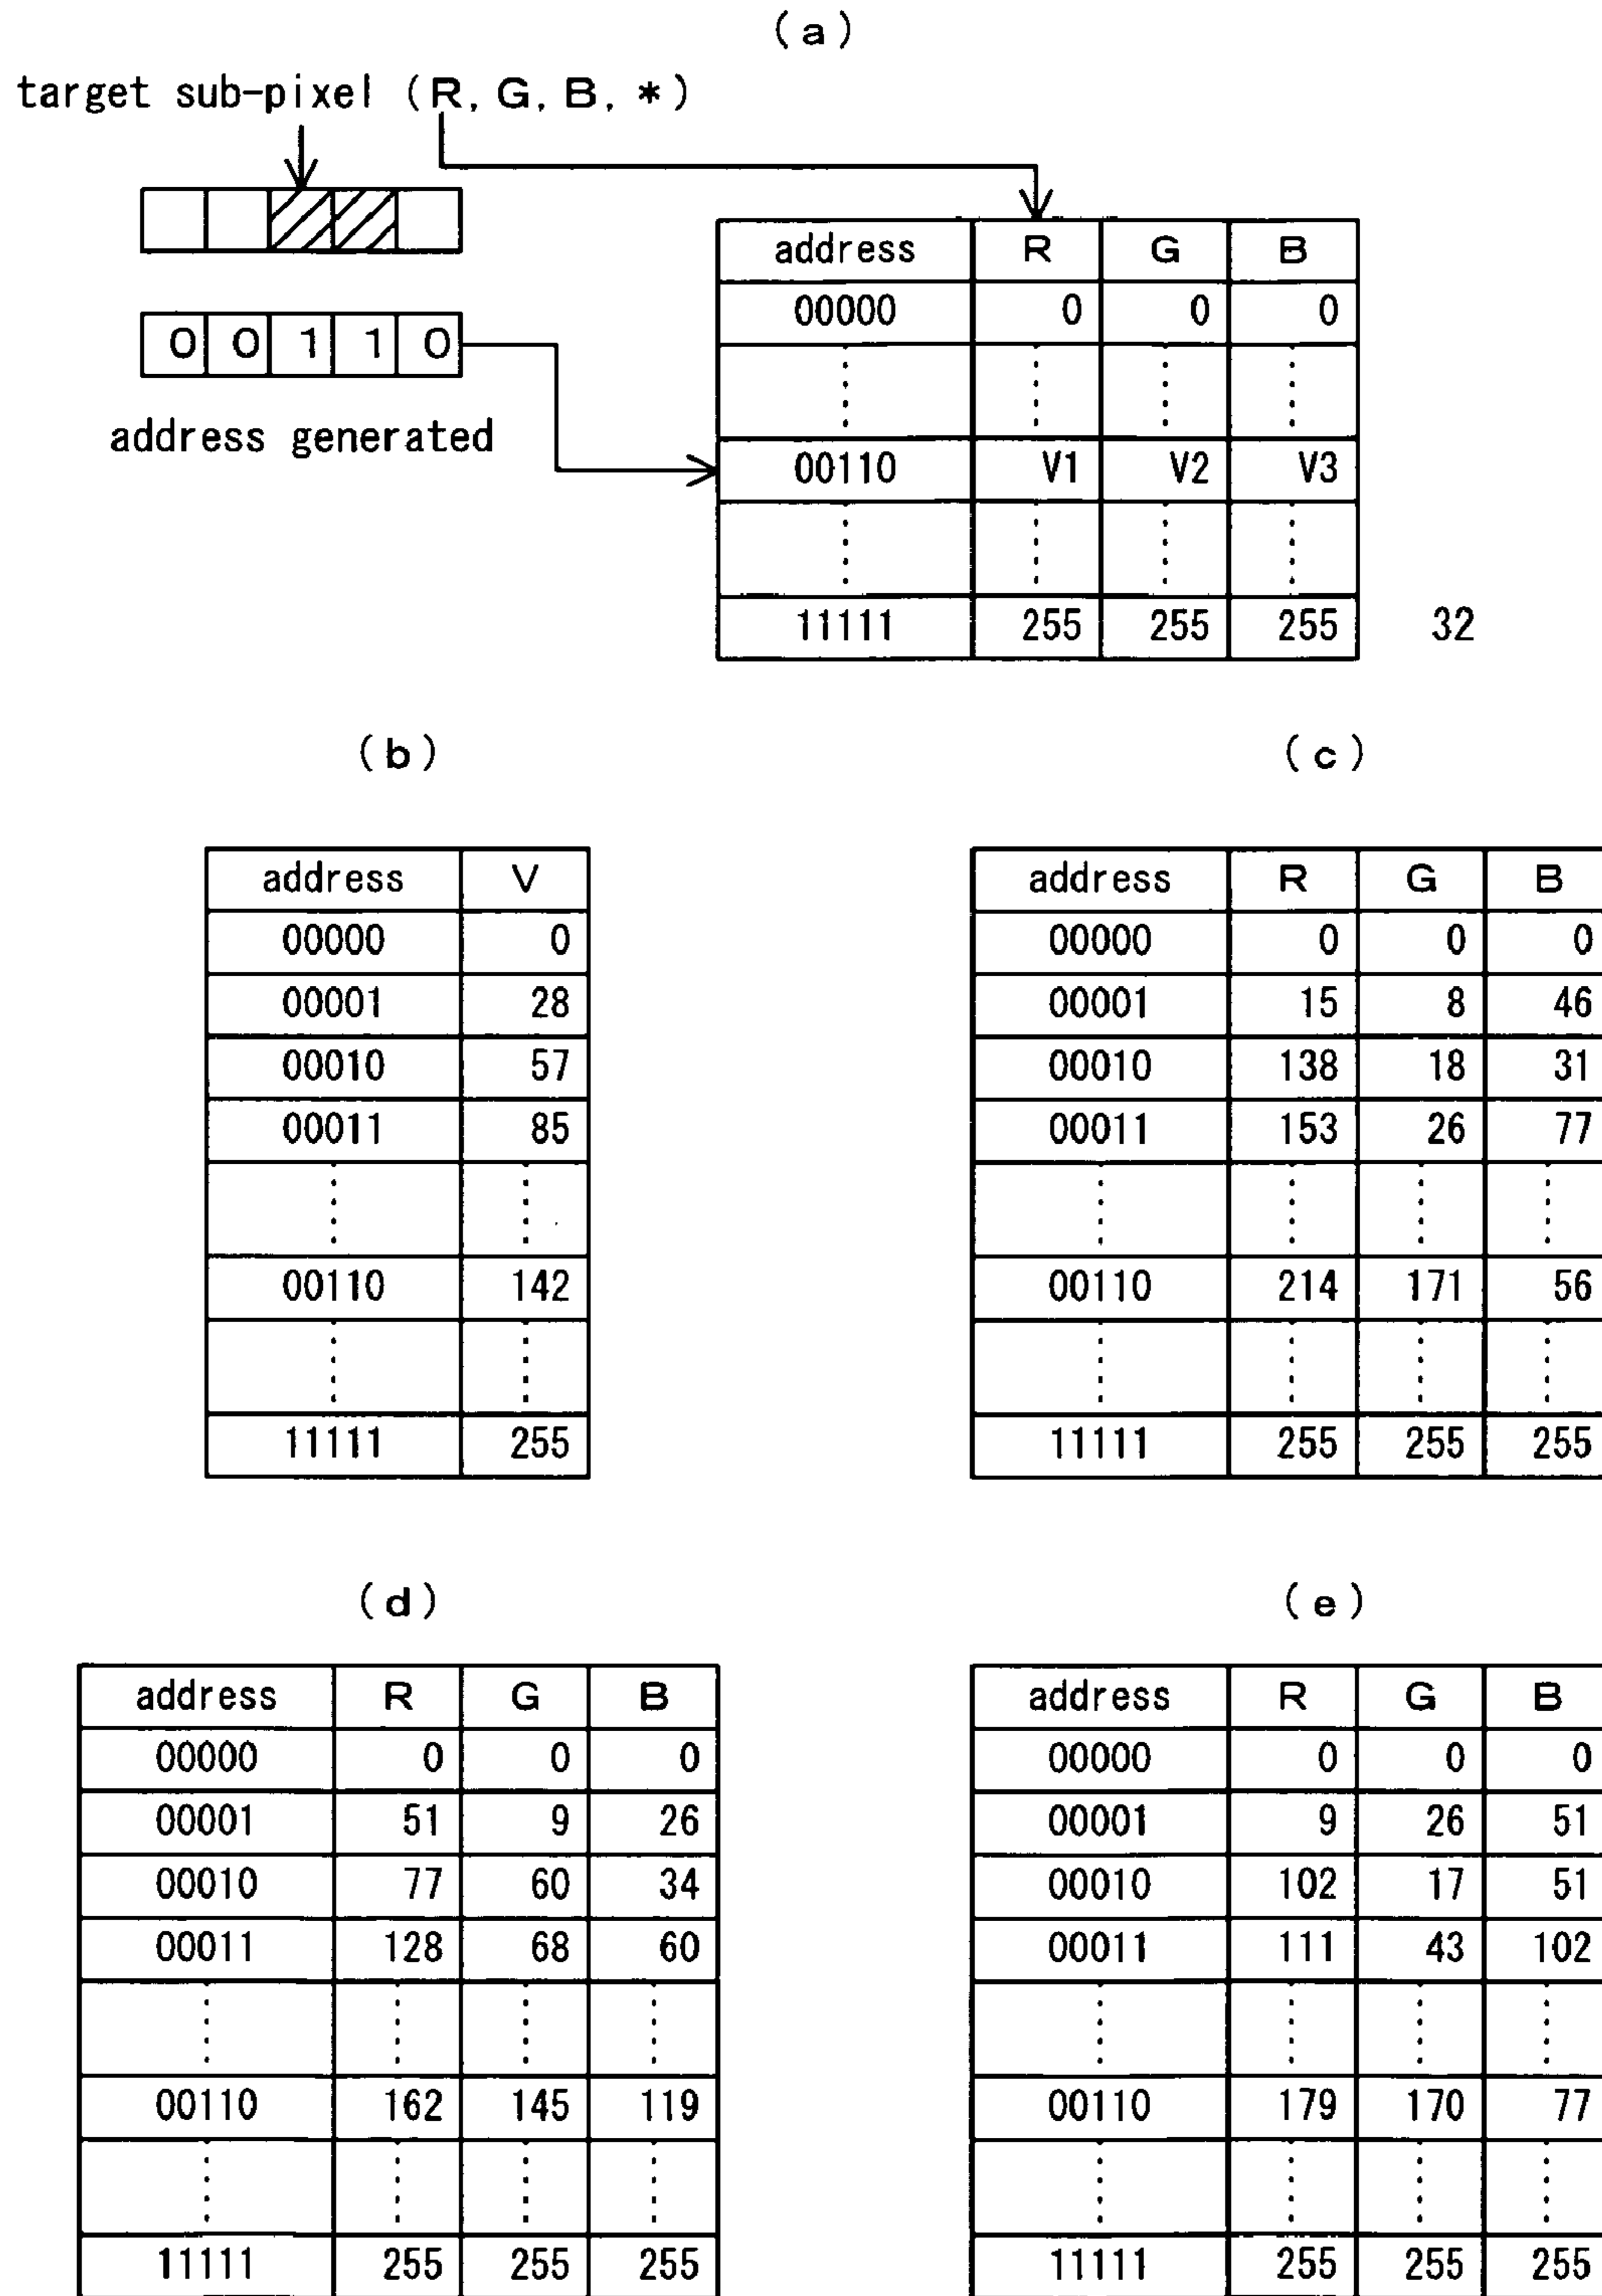 (a)
target sub-pixel (R, G, B, *)
address R G B
00000 0 0 0
0 0 1 1 0
address generated
00110 V1 V2 V3
11111 255 255 255 32
(b)
address V
00000 0
00001 28
00010 57
00011 85
00110 142
11111 255
(c)
address R G B
00000 0 0 0
00001 15 8 46
00010 138 18 31
00011 153 26 77
00110 214 171 56
11111 255 255 255
(d)
address R G B
00000 0 0 0
00001 51 9 26
00010 77 60 34
00011 128 68 60
00110 162 145 119
11111 255 255 255
(e)
address R G B
00000 0 0 0
00001 9 26 51
00010 102 17 51
00011 111 43 102
00110 179 170 77
11111 255 255 255